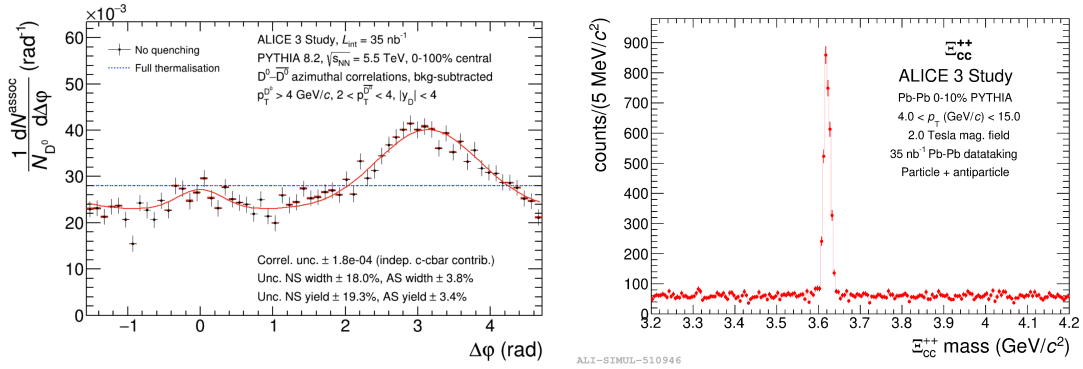 ×10⁻³
1/N_D⁰ dN^assoc/dΔφ (rad⁻¹)
60
50
40
30
20
10
0
No quenching
Full thermalisation
ALICE 3 Study, L_int = 35 nb⁻¹
PYTHIA 8.2, √s_NN = 5.5 TeV, 0-100% central
D⁰–D̅⁰ azimuthal correlations, bkg-subtracted
p_T^D⁰ > 4 GeV/c, 2 < p_T^D̅⁰ < 4, |y_D| < 4
Correl. unc. ± 1.8e-04 (indep. c-cbar contrib.)
Unc. NS width ± 18.0%, AS width ± 3.8%
Unc. NS yield ± 19.3%, AS yield ± 3.4%
−1 0 1 2 3 4
Δφ (rad)
counts/(5 MeV/c²)
900
800
700
600
500
400
300
200
100
0
Ξ_cc^++
ALICE 3 Study
Pb-Pb 0-10% PYTHIA
4.0 < p_T (GeV/c) < 15.0
2.0 Tesla mag. field
35 nb⁻¹ Pb-Pb datataking
Particle + antiparticle
3.2 3.3 3.4 3.5 3.6 3.7 3.8 3.9 4 4.1 4.2
Ξ_cc^++ mass (GeV/c²)
ALI-SIMUL-510946